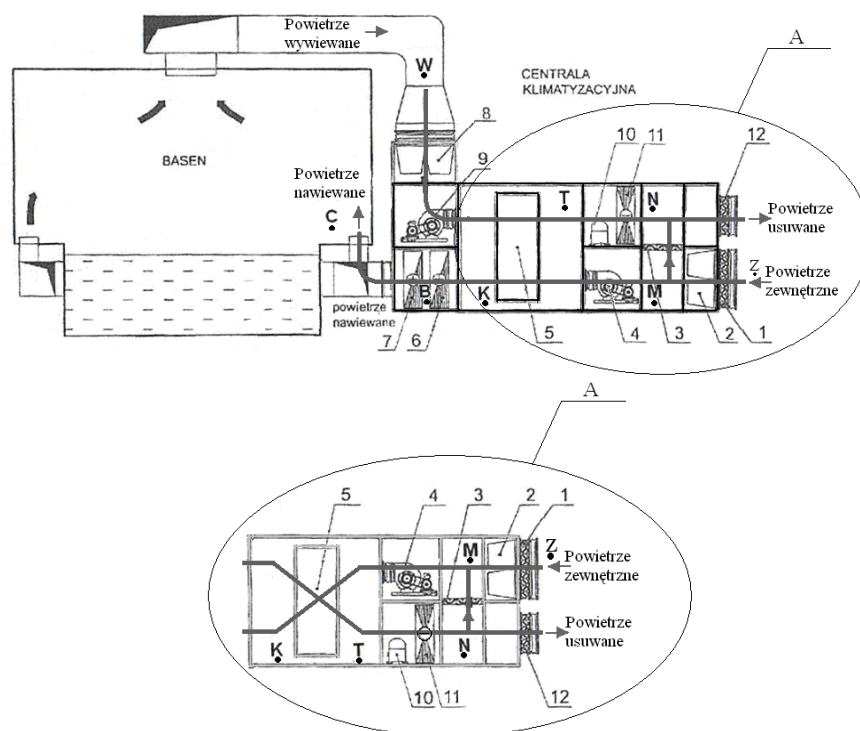 Powietrze
wywiewane
A
W
CENTRALA
KLIMATYZACYJNA
8
10
11
12
9
BASEN
Powietrze
nawiewane
C
T
N
Powietrze
usuwane
Z
Powietrze
zewnętrzne
B
K
M
powietrze
nawiewane
7
6
5
4
3
2
1
A
5
4
3
2
1
M
Z
Powietrze
zewnętrzne
Powietrze
usuwane
K
T
N
10
11
12